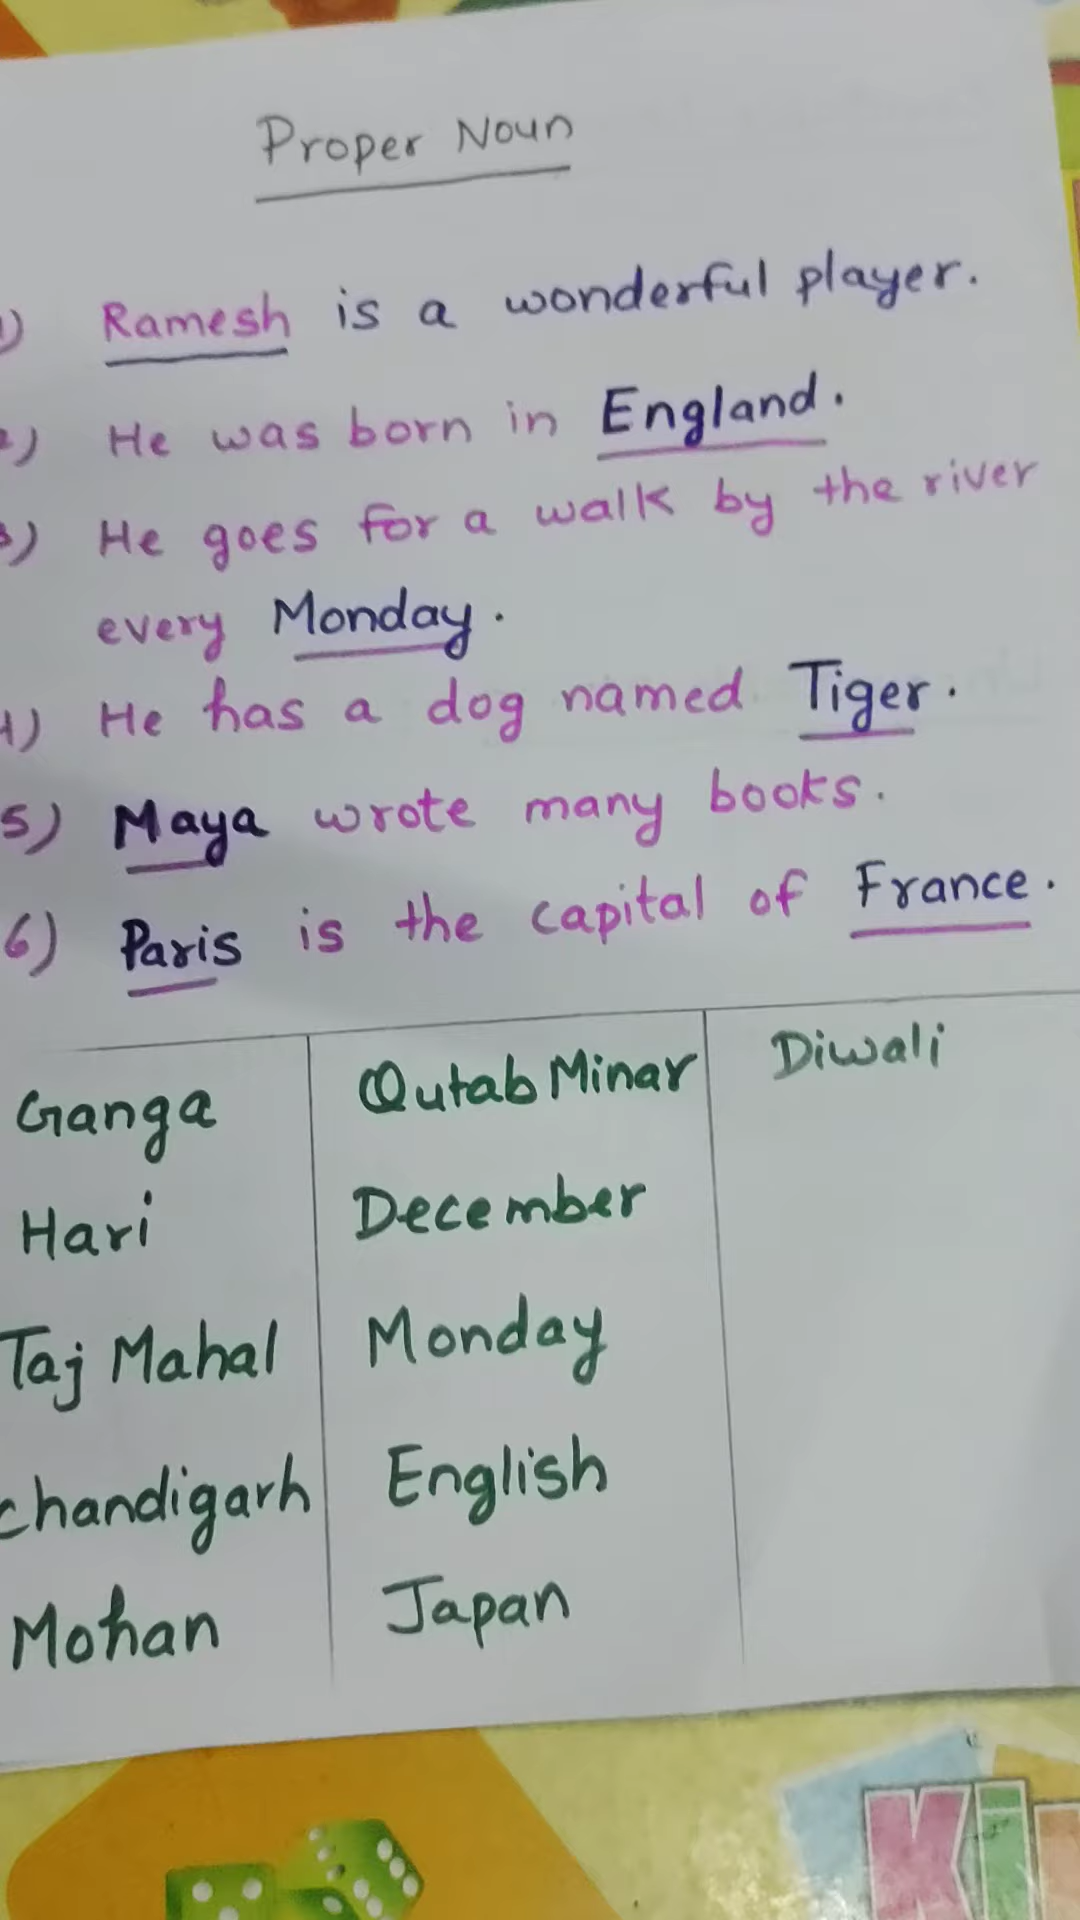 Proper Noun
1) Ramesh is a wonderful player.
2) He was born in England.
3) He goes for a walk by the river
every Monday.
4) He has a dog named Tiger.
5) Maya wrote many books.
6) Paris is the capital of France.
Ganga Qutab Minar Diwali
Hari December
Taj Mahal Monday
Chandigarh English
Mohan Japan